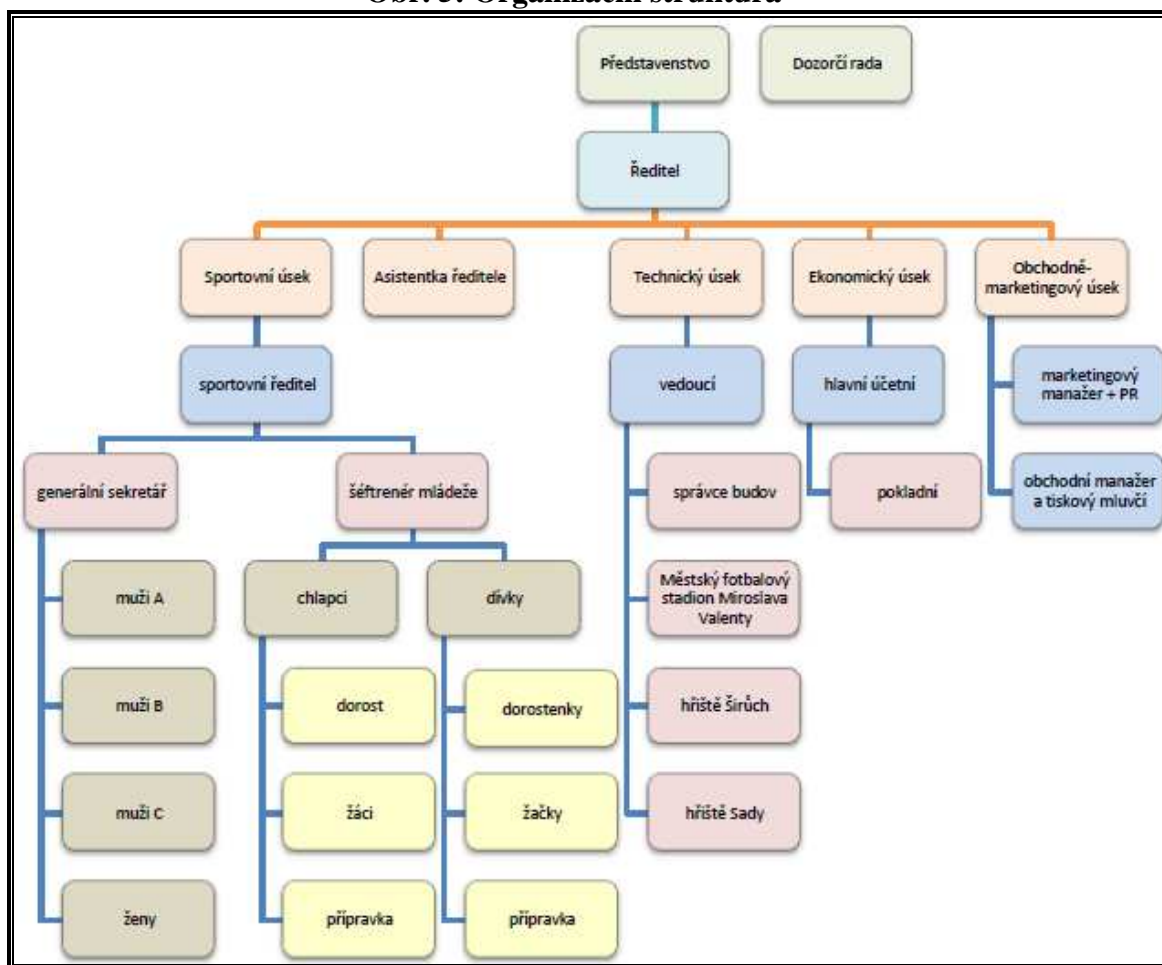 Obr. 5: Organizační struktura
Představenstvo
Dozorčí rada
Ředitel
Sportovní úsek
Asistentka ředitele
Technický úsek
Ekonomický úsek
Obchodně-
marketingový úsek
sportovní ředitel
vedoucí
hlavní účetní
marketingový
manažer + PR
generální sekretář
šéftrenér mládeže
správce budov
pokladní
obchodní manažer
a tiskový mluvčí
muži A
chlapci
dívky
Městský fotbalový
stadion Miroslava
Valenty
muži B
dorost
dorostenky
hřiště Širůch
muži C
žáci
žačky
hřiště Sady
ženy
přípravka
přípravka